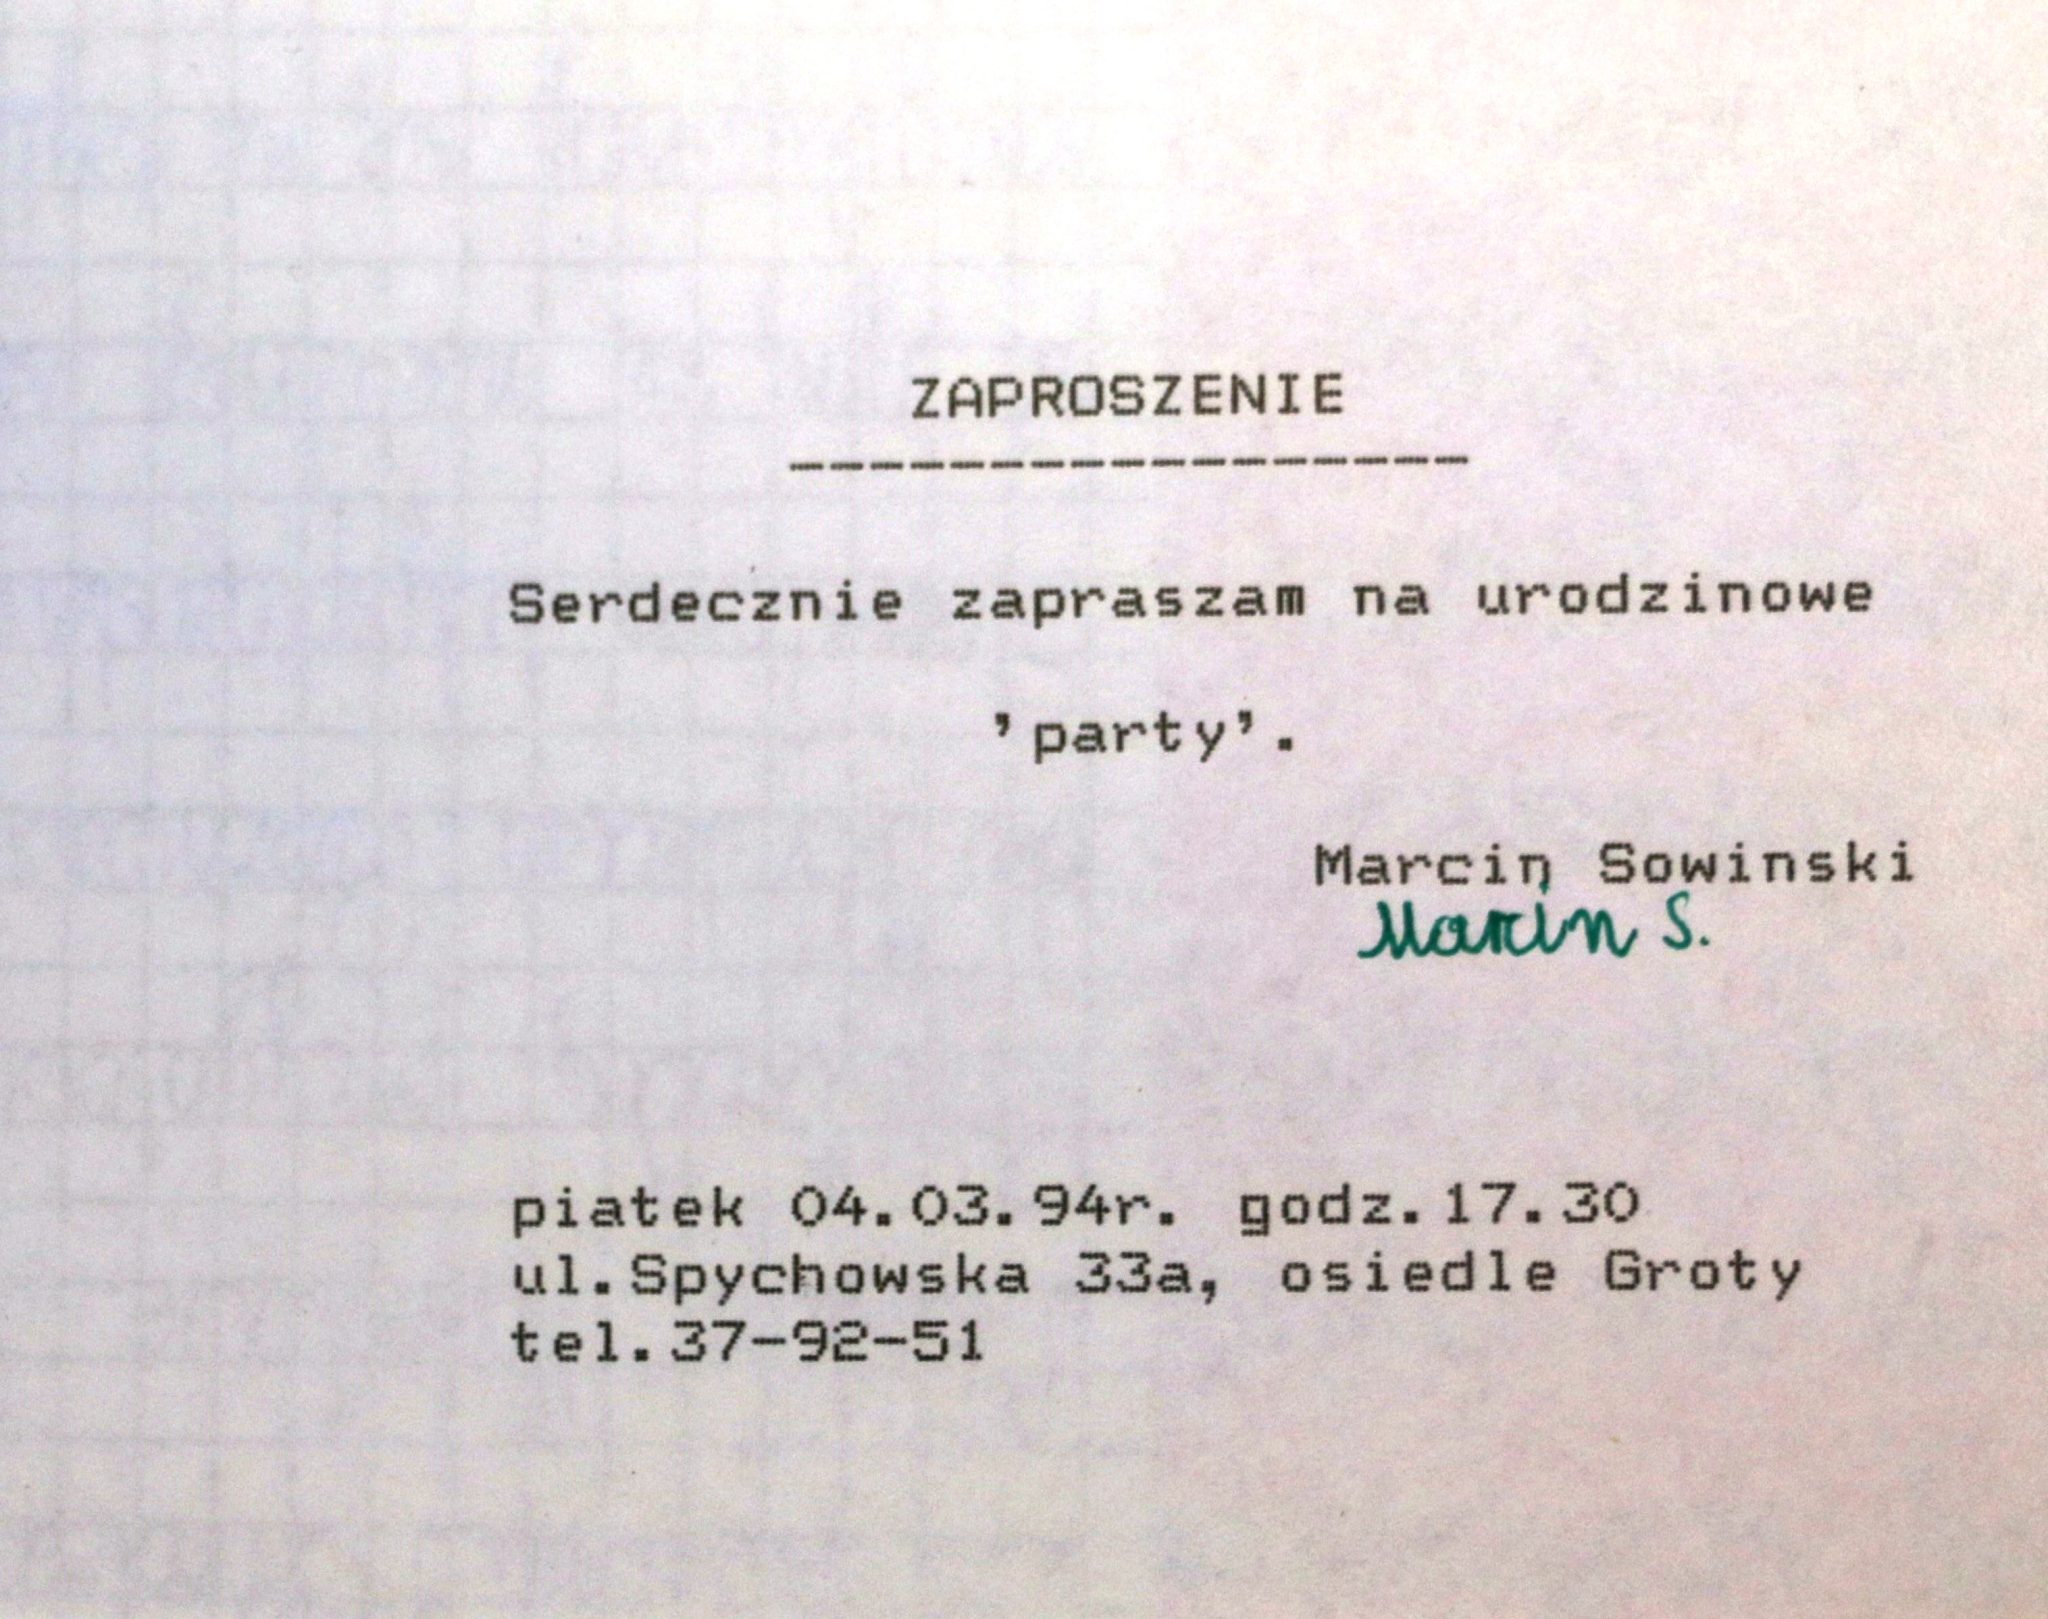 ZAPROSZENIE
-----------------
Serdecznie zapraszam na urodzinowe
'party'.
Marcin Sowinski
Marcin S.
piatek 04.03.94r. godz.17.30
ul.Spychowska 33a, osiedle Groty
tel.37-92-51